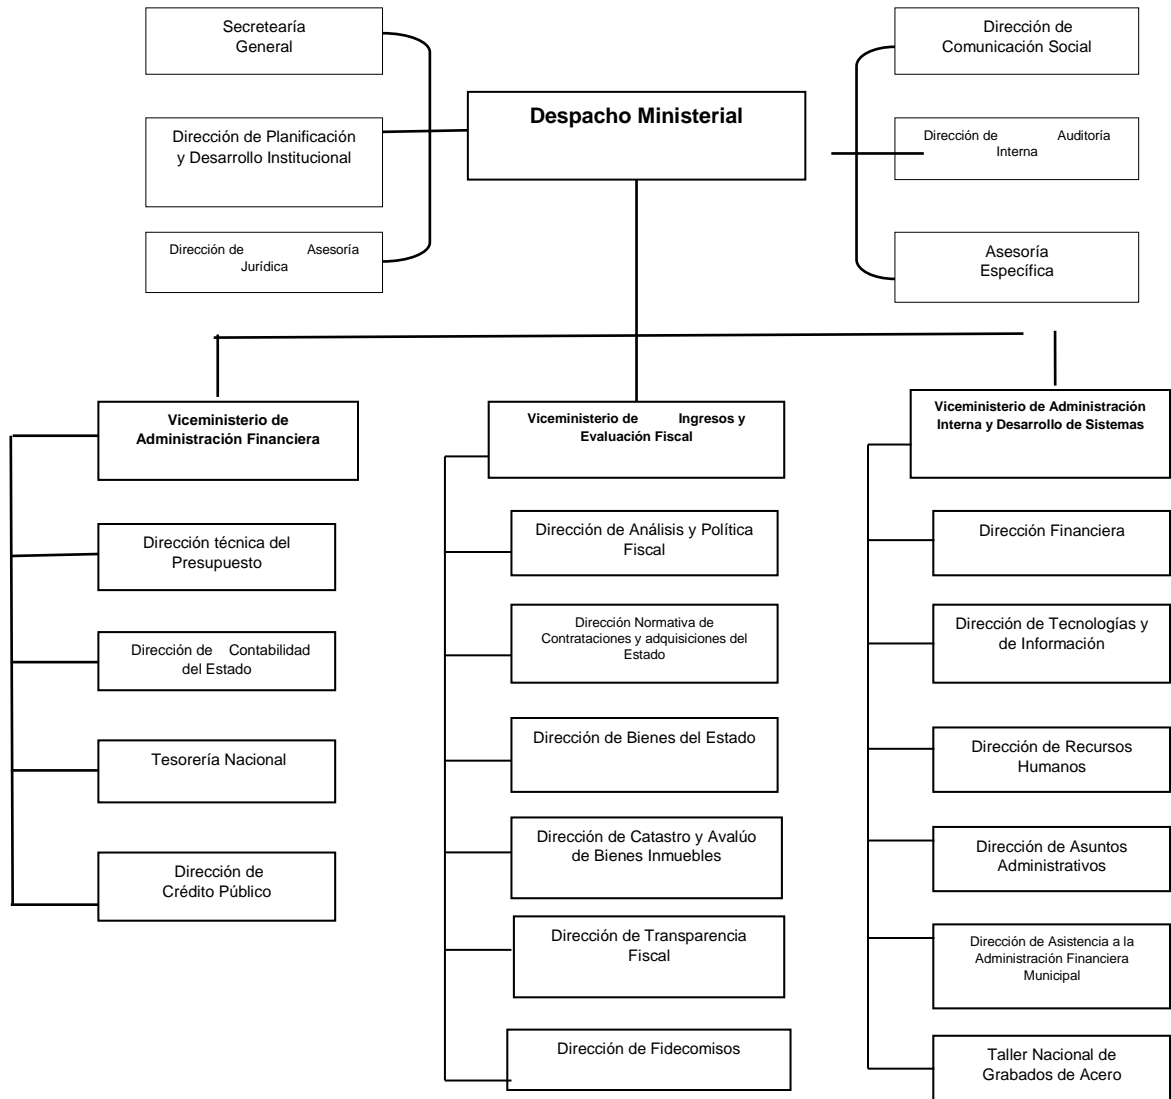 Secretearía
General
Dirección de Planificación
y Desarrollo Institucional
Dirección de Asesoría
Jurídica
Despacho Ministerial
Dirección de
Comunicación Social
Dirección de Auditoría
Interna
Asesoría
Específica
Viceministerio de
Administración Financiera
Dirección técnica del
Presupuesto
Dirección de Contabilidad
del Estado
Tesorería Nacional
Dirección de
Crédito Público
Viceministerio de Ingresos y
Evaluación Fiscal
Dirección de Análisis y Política
Fiscal
Dirección Normativa de
Contrataciones y adquisiciones del
Estado
Dirección de Bienes del Estado
Dirección de Catastro y Avalúo
de Bienes Inmuebles
Dirección de Transparencia
Fiscal
Dirección de Fidecomisos
Viceministerio de Administración
Interna y Desarrollo de Sistemas
Dirección Financiera
Dirección de Tecnologías y
de Información
Dirección de Recursos
Humanos
Dirección de Asuntos
Administrativos
Dirección de Asistencia a la
Administración Financiera
Municipal
Taller Nacional de
Grabados de Acero